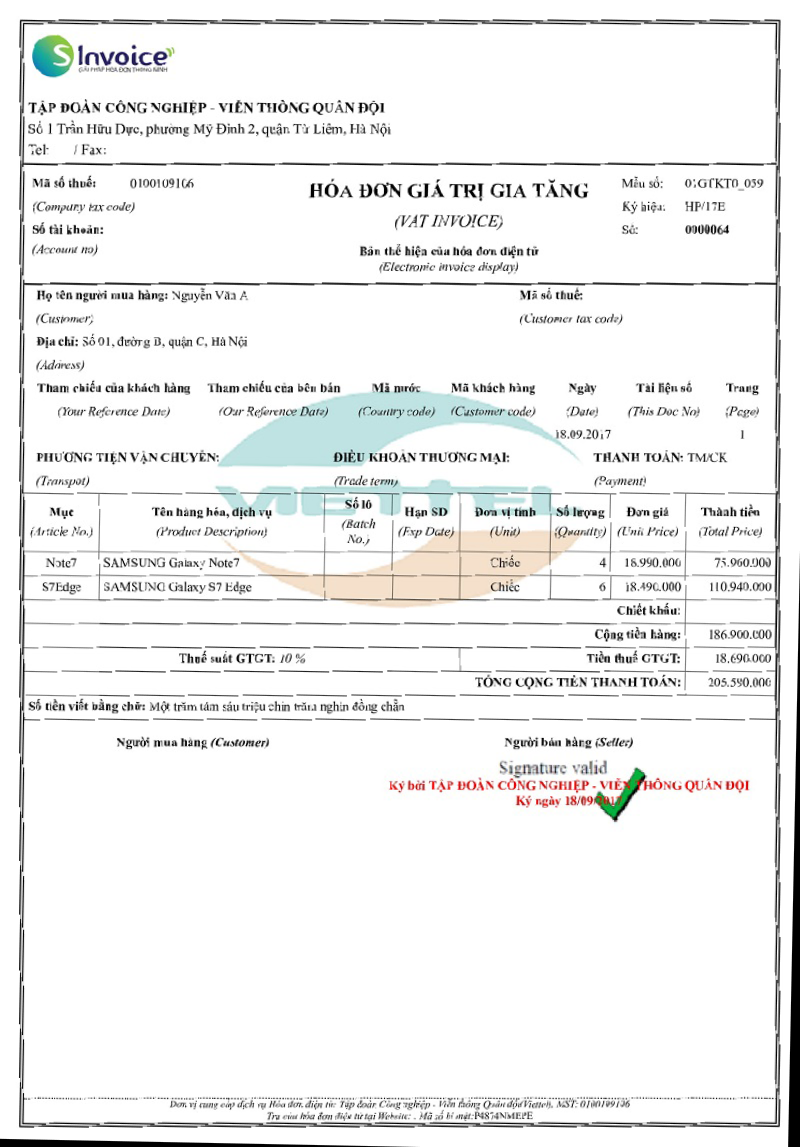 S Invoice
GIẢI PHÁP HÓA ĐƠN THÔNG MINH
TẬP ĐOÀN CÔNG NGHIỆP - VIỄN THÔNG QUÂN ĐỘI
Số 1 Trần Hữu Dực, phường Mỹ Đình 2, quận Từ Liêm, Hà Nội
Tel: / Fax:
Mã số thuế: 0100109106
(Company tax code)
Số tài khoản:
(Account no)
HÓA ĐƠN GIÁ TRỊ GIA TĂNG
(VAT INVOICE)
Bản thể hiện của hóa đơn điện tử
(Electronic invoice display)
Mẫu số: 01GTKT0_059
Ký hiệu: HP/17E
Số: 0000064
Họ tên người mua hàng: Nguyễn Văn A Mã số thuế:
(Customer) (Customer tax code)
Địa chỉ: Số 01, đường B, quận C, Hà Nội
(Address)
Tham chiếu của khách hàng Tham chiếu của bên bán Mã nước Mã khách hàng Ngày Tài liện số Trang
(Your Reference Date) (Our Reference Date) (Country code) (Customer code) (Date) (This Doc No) (Page)
18.09.2017 1
PHƯƠNG TIỆN VẬN CHUYỂN: ĐIỀU KHOẢN THƯƠNG MẠI: THANH TOÁN: TM/CK
(Transpot) (Trade term) (Payment)
VIETTEL
Mục Tên hàng hóa, dịch vụ Số lô Hạn SD Đơn vị tính Số lượng Đơn giá Thành tiền
(Article No.) (Product Description) (Batch No.) (Exp Date) (Unit) (Quantity) (Unit Price) (Total Price)
Note7 SAMSUNG Galaxy Note7 Chiếc 4 18.990.000 75.960.000
S7Edge SAMSUNG Galaxy S7 Edge Chiếc 6 18.490.000 110.940.000
Chiết khấu:
Cộng tiền hàng: 186.900.000
Thuế suất GTGT: 10 % Tiền thuế GTGT: 18.690.000
TỔNG CỘNG TIỀN THANH TOÁN: 205.590.000
Số tiền viết bằng chữ: Một trăm tám sáu triệu chín trăm nghìn đồng chẵn
Người mua hàng (Customer) Người bán hàng (Seller)
Signature valid
Ký bởi TẬP ĐOÀN CÔNG NGHIỆP - VIỄN THÔNG QUÂN ĐỘI
Ký ngày 18/09/2017
Đơn vị cung cấp dịch vụ Hóa đơn điện tử: Tập đoàn Công nghiệp - Viễn thông Quân đội(Viettel), MST: 0100109106
Tra cứu hóa đơn điện tử tại Website: . Mã số bí mật: